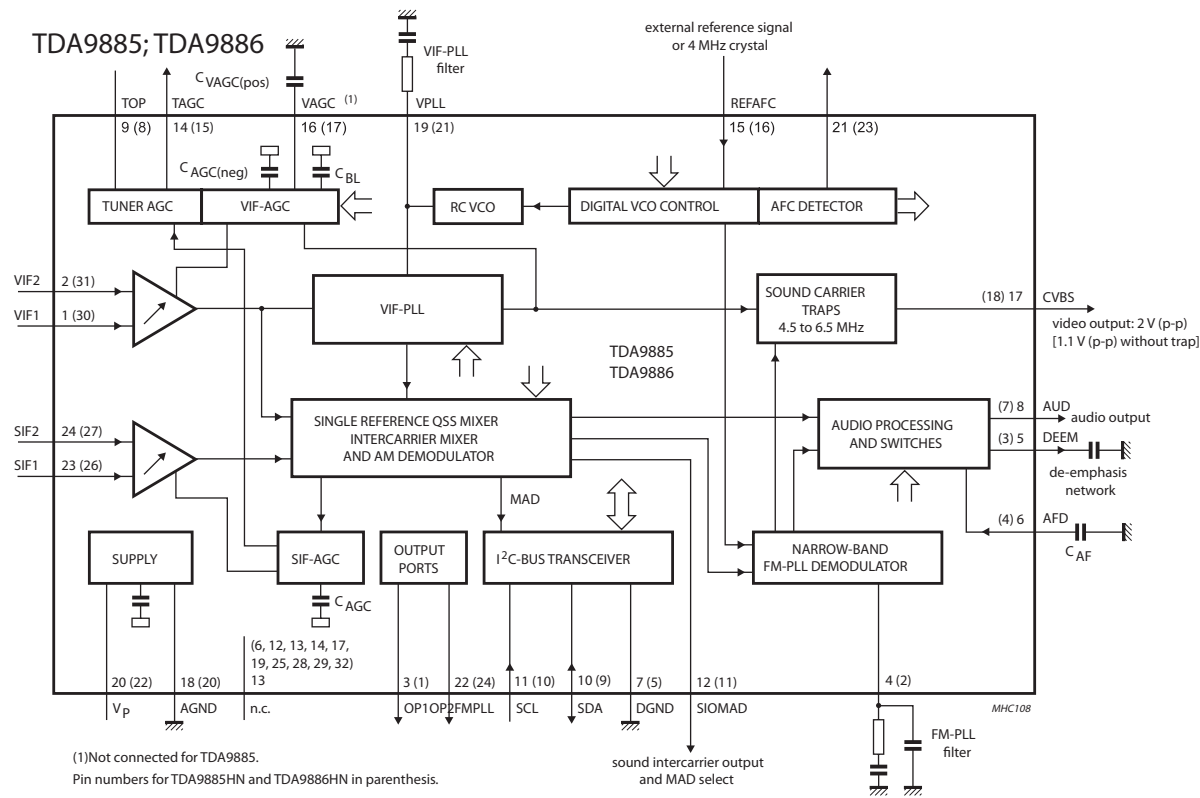 TDA9885; TDA9886
external reference signal
or 4 MHz crystal
VIF-PLL
filter
C VAGC(pos)
TOP
TAGC
VAGC (1)
VPLL
REFAFC
9 (8)
14 (15)
16 (17)
19 (21)
15 (16)
21 (23)
C AGC(neg)
C BL
TUNER AGC
VIF-AGC
RC VCO
DIGITAL VCO CONTROL
AFC DETECTOR
VIF2
2 (31)
VIF1
1 (30)
VIF-PLL
SOUND CARRIER
TRAPS
4.5 to 6.5 MHz
(18) 17
CVBS
video output: 2 V (p-p)
[1.1 V (p-p) without trap]
TDA9885
TDA9886
SINGLE REFERENCE QSS MIXER
INTERCARRIER MIXER
AND AM DEMODULATOR
AUDIO PROCESSING
AND SWITCHES
(7) 8
AUD
audio output
(3) 5
DEEM
de-emphasis
network
SIF2
24 (27)
SIF1
23 (26)
MAD
(4) 6
AFD
C AF
SUPPLY
SIF-AGC
OUTPUT
PORTS
I2C-BUS TRANSCEIVER
NARROW-BAND
FM-PLL DEMODULATOR
C AGC
(6, 12, 13, 14, 17,
19, 25, 28, 29, 32)
20 (22)
18 (20)
13
3 (1)
22 (24)
11 (10)
10 (9)
7 (5)
12 (11)
4 (2)
VP
AGND
n.c.
OP1
OP2
FMPLL
SCL
SDA
DGND
SIOMAD
MHC108
FM-PLL
filter
sound intercarrier output
and MAD select
(1)Not connected for TDA9885.
Pin numbers for TDA9885HN and TDA9886HN in parenthesis.